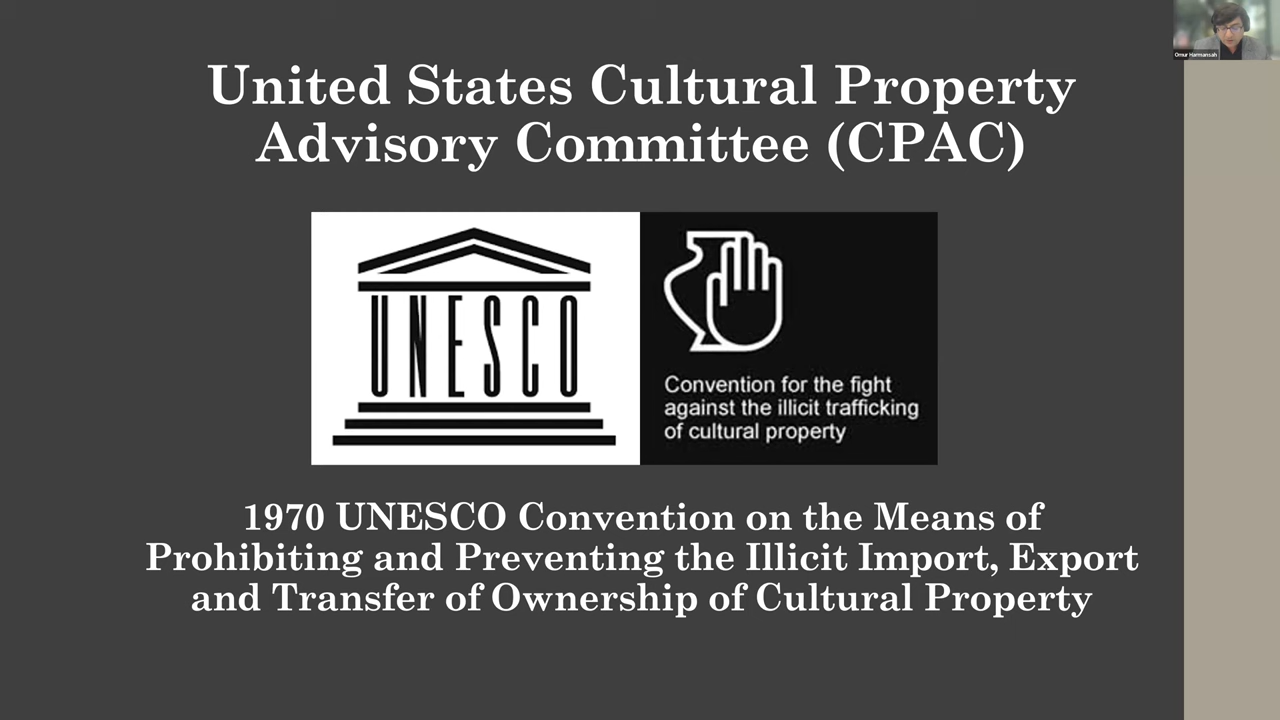 United States Cultural Property
Advisory Committee (CPAC)
Omur Harmansah
UNESCO
Convention for the fight
against the illicit trafficking
of cultural property
1970 UNESCO Convention on the Means of
Prohibiting and Preventing the Illicit Import, Export
and Transfer of Ownership of Cultural Property